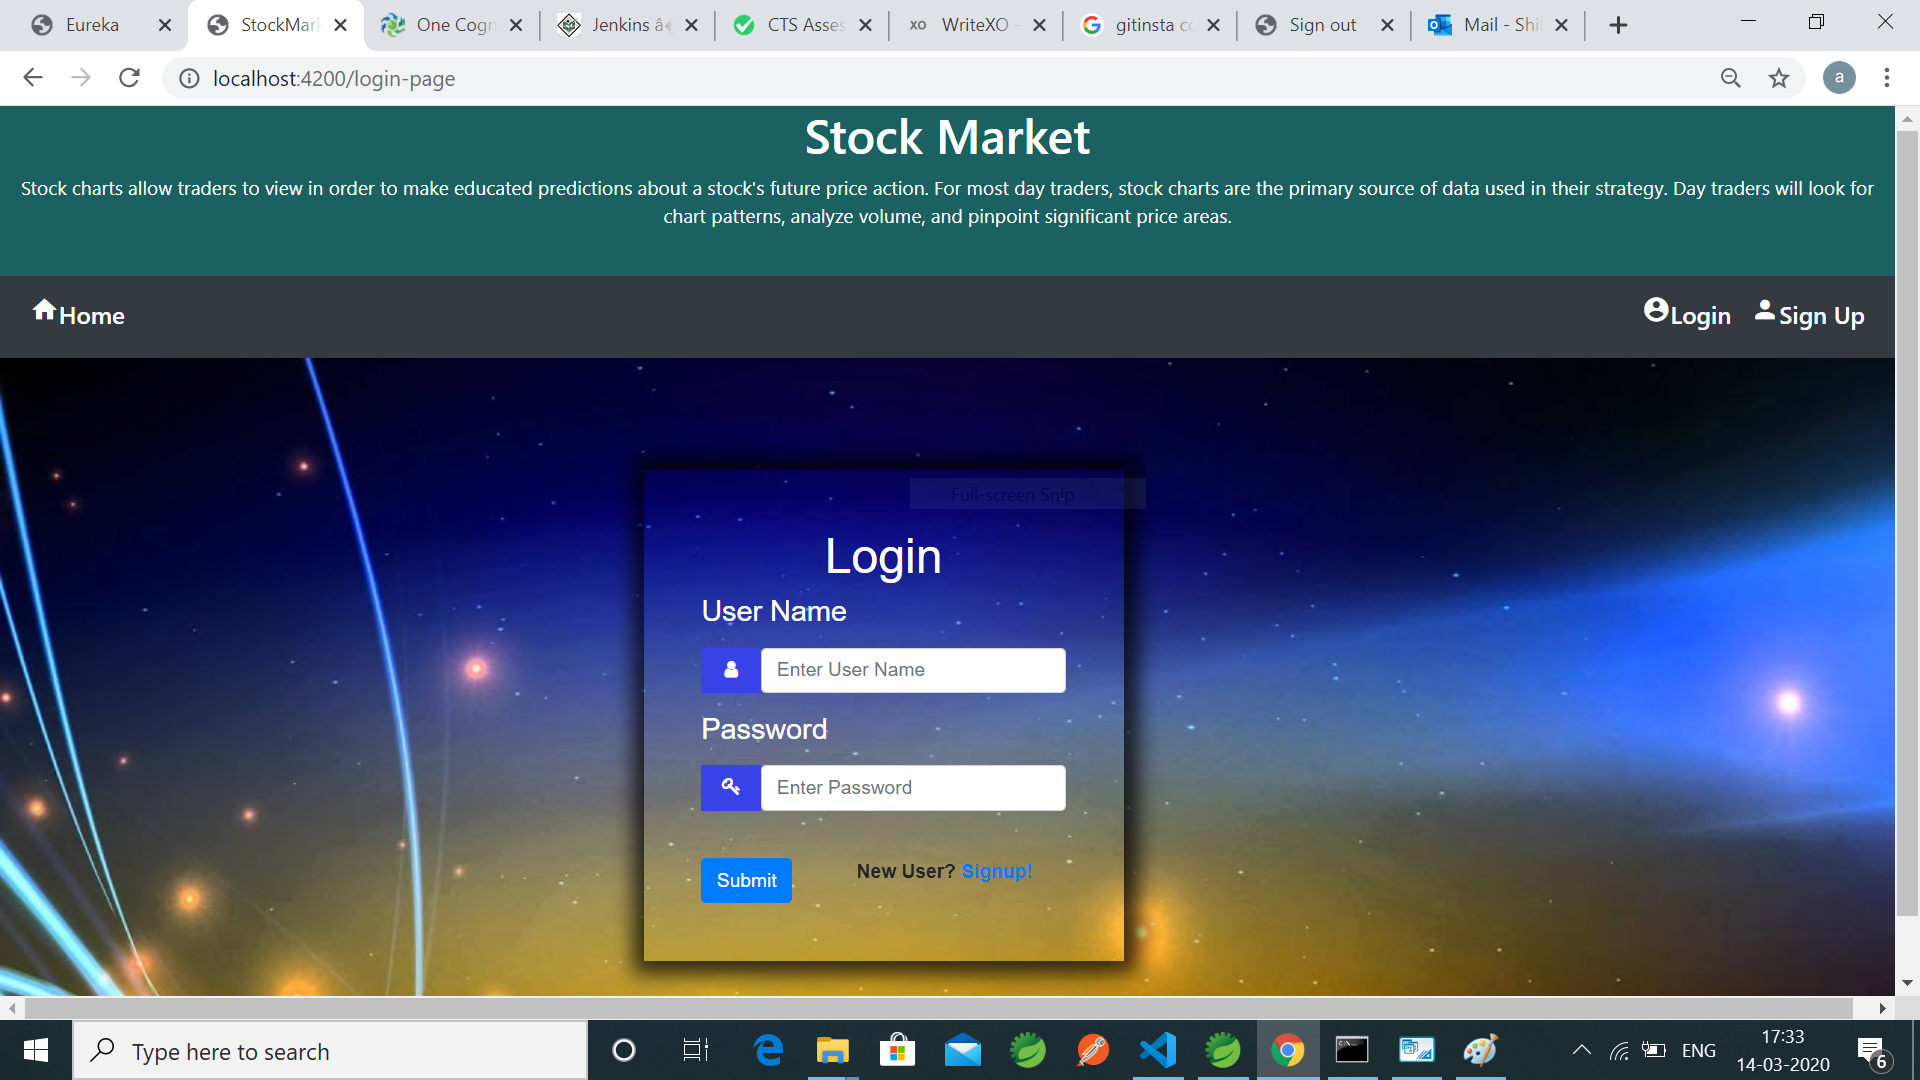 Eureka
StockMark
One Cogn
Jenkins â€
CTS Asses
WriteXO -
gitinsta co
Sign out
Mail - Shi
localhost:4200/login-page
a
Stock Market
Stock charts allow traders to view in order to make educated predictions about a stock's future price action. For most day traders, stock charts are the primary source of data used in their strategy. Day traders will look for
chart patterns, analyze volume, and pinpoint significant price areas.
Home
Login
Sign Up
Full-screen Snip
Login
User Name
Enter User Name
Password
Enter Password
Submit
New User? Signup!
Type here to search
ENG
17:33
14-03-2020
6